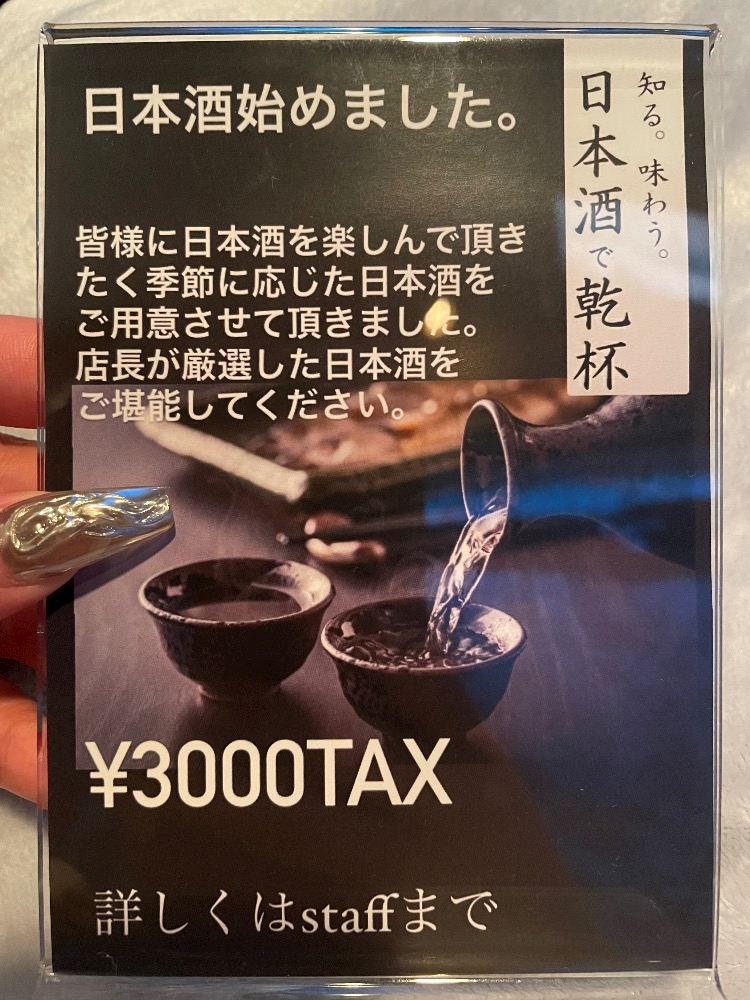 日本酒始めました。
知る。味わう。
日本酒で乾杯
皆様に日本酒を楽しんで頂き
たく季節に応じた日本酒を
ご用意させて頂きました。
店長が厳選した日本酒を
ご堪能してください。
¥3000TAX
詳しくはstaffまで